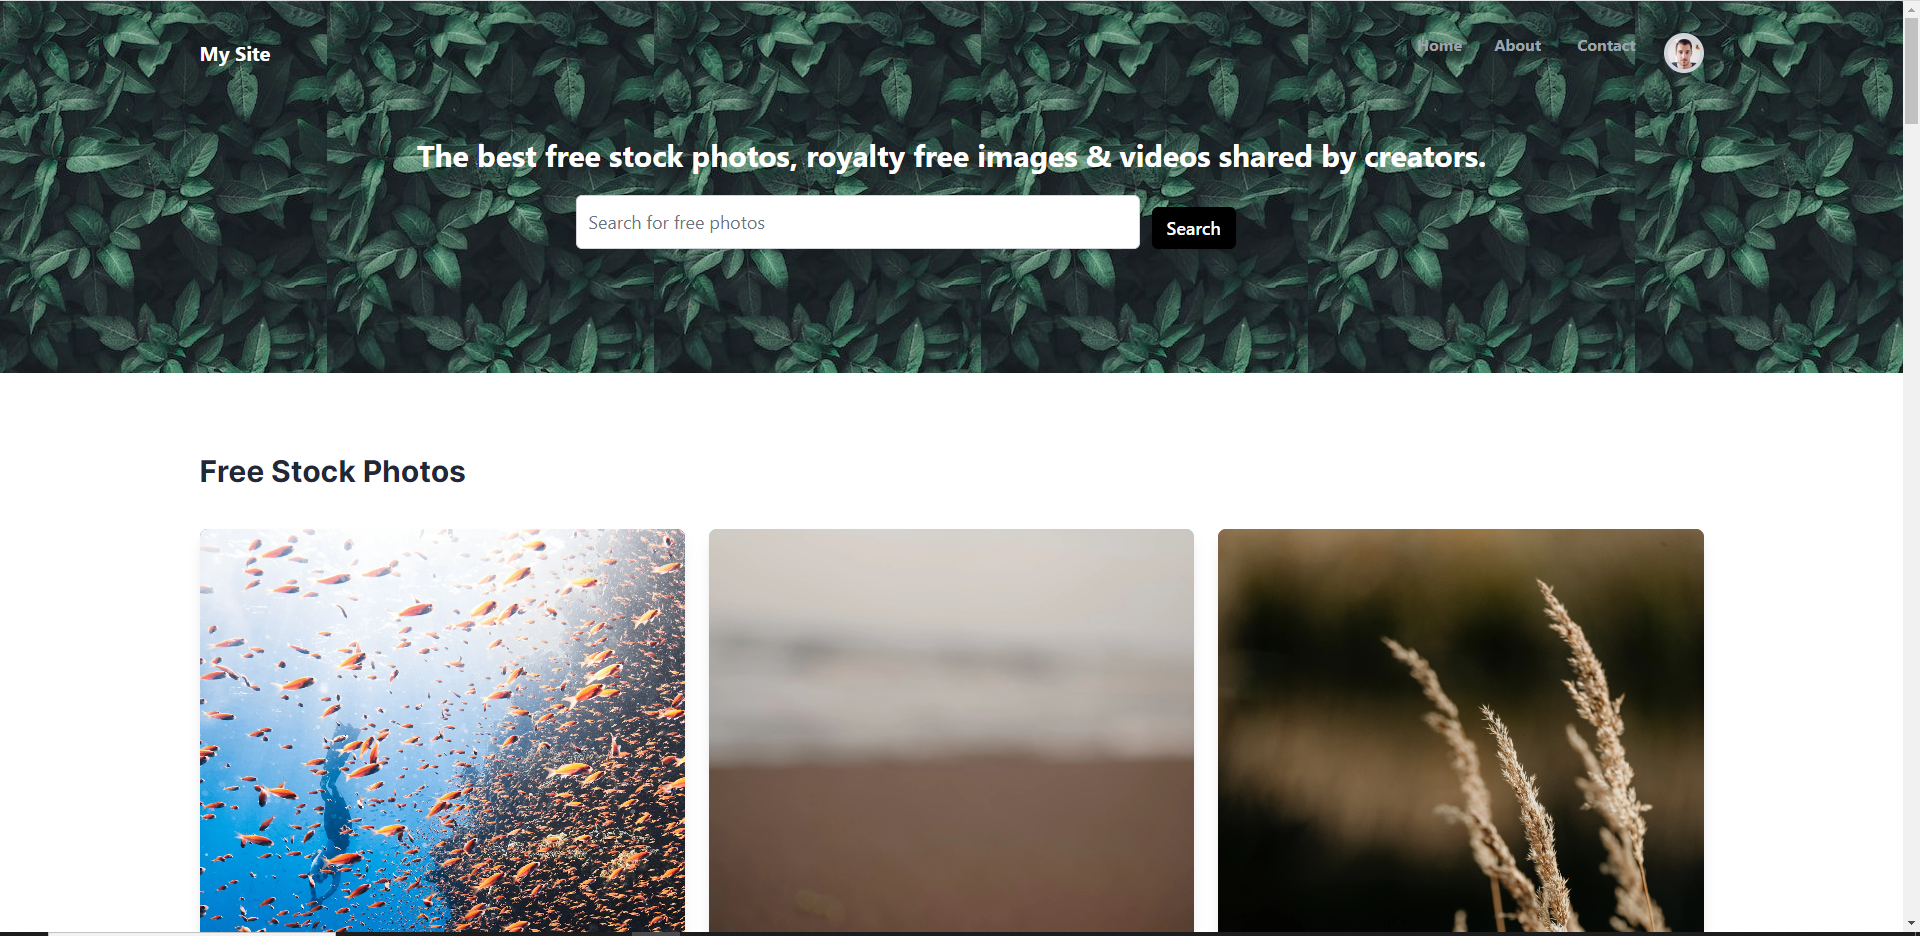 My Site
Home About Contact
The best free stock photos, royalty free images & videos shared by creators.
Search for free photos
Search
Free Stock Photos